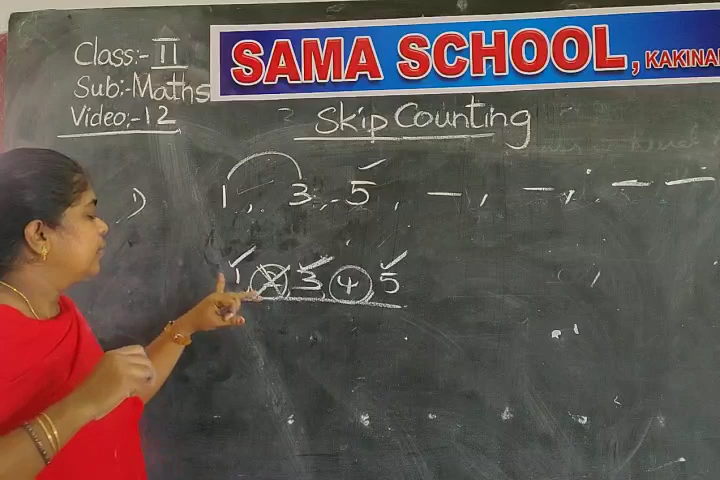 Class:- II
Sub:- Maths
Video:- 12
SAMA SCHOOL, KAKINA
Skip Counting
1) 1, 3, 5, —, —, — —
1 2 3 4 5